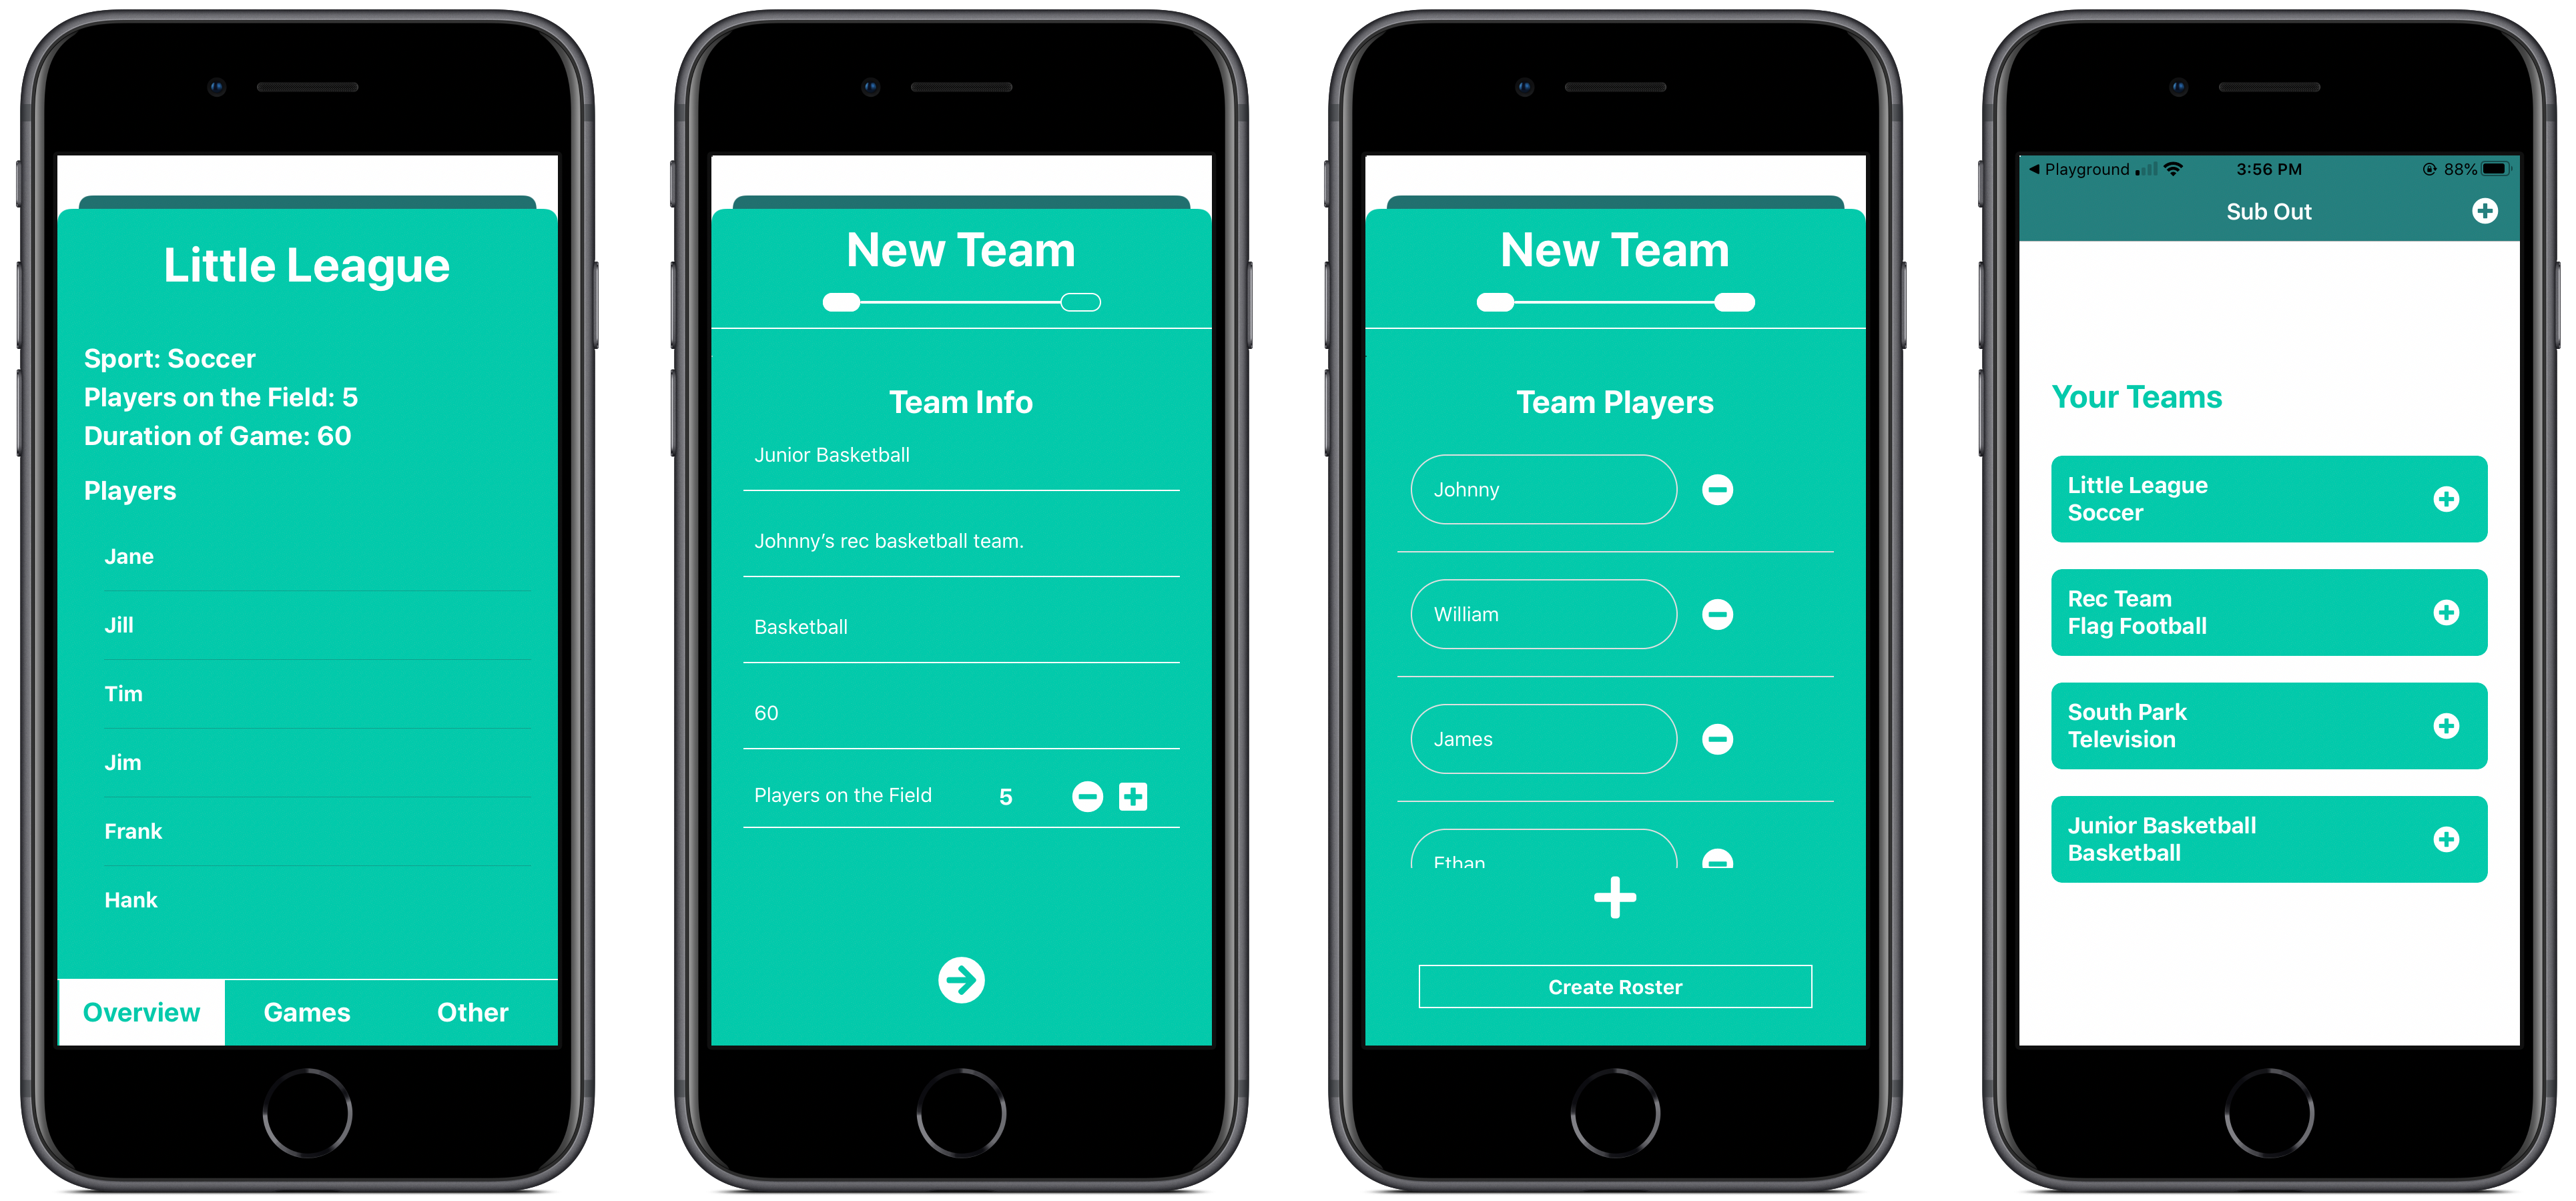 Little League
Sport: Soccer
Players on the Field: 5
Duration of Game: 60
Players
Jane
Jill
Tim
Jim
Frank
Hank
Overview Games Other
New Team
Team Info
Junior Basketball
Johnny’s rec basketball team.
Basketball
60
Players on the Field 5
New Team
Team Players
Johnny
William
James
Ethan
Create Roster
Playground 3:56 PM 88%
Sub Out
Your Teams
Little League
Soccer
Rec Team
Flag Football
South Park
Television
Junior Basketball
Basketball